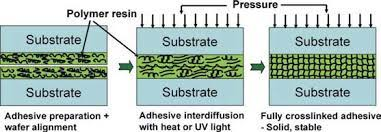 Polymer resin
Pressure
Substrate
Substrate
Substrate
Substrate
Substrate
Substrate
Adhesive preparation +
wafer alignment
Adhesive interdiffusion
with heat or UV light
Fully crosslinked adhesive
- Solid, stable